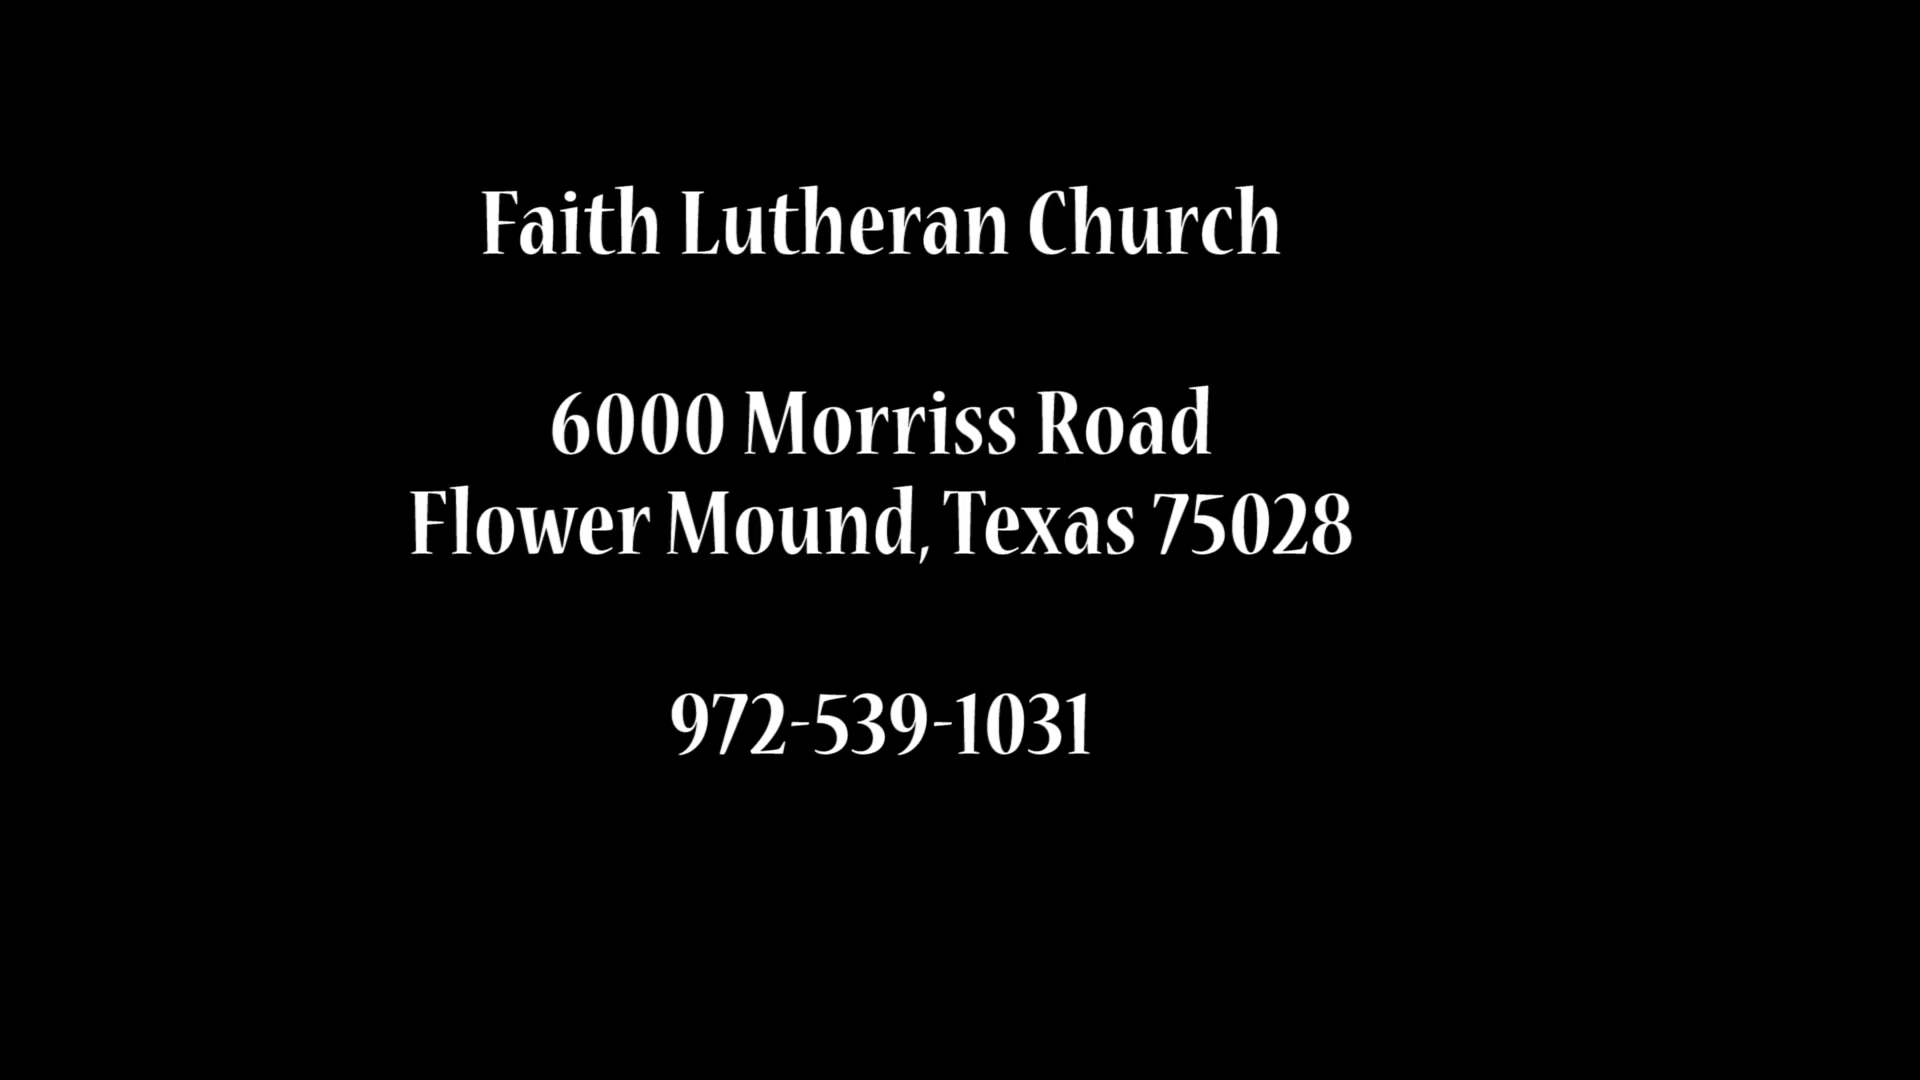 Faith Lutheran Church
6000 Morriss Road
Flower Mound, Texas 75028
972-539-1031